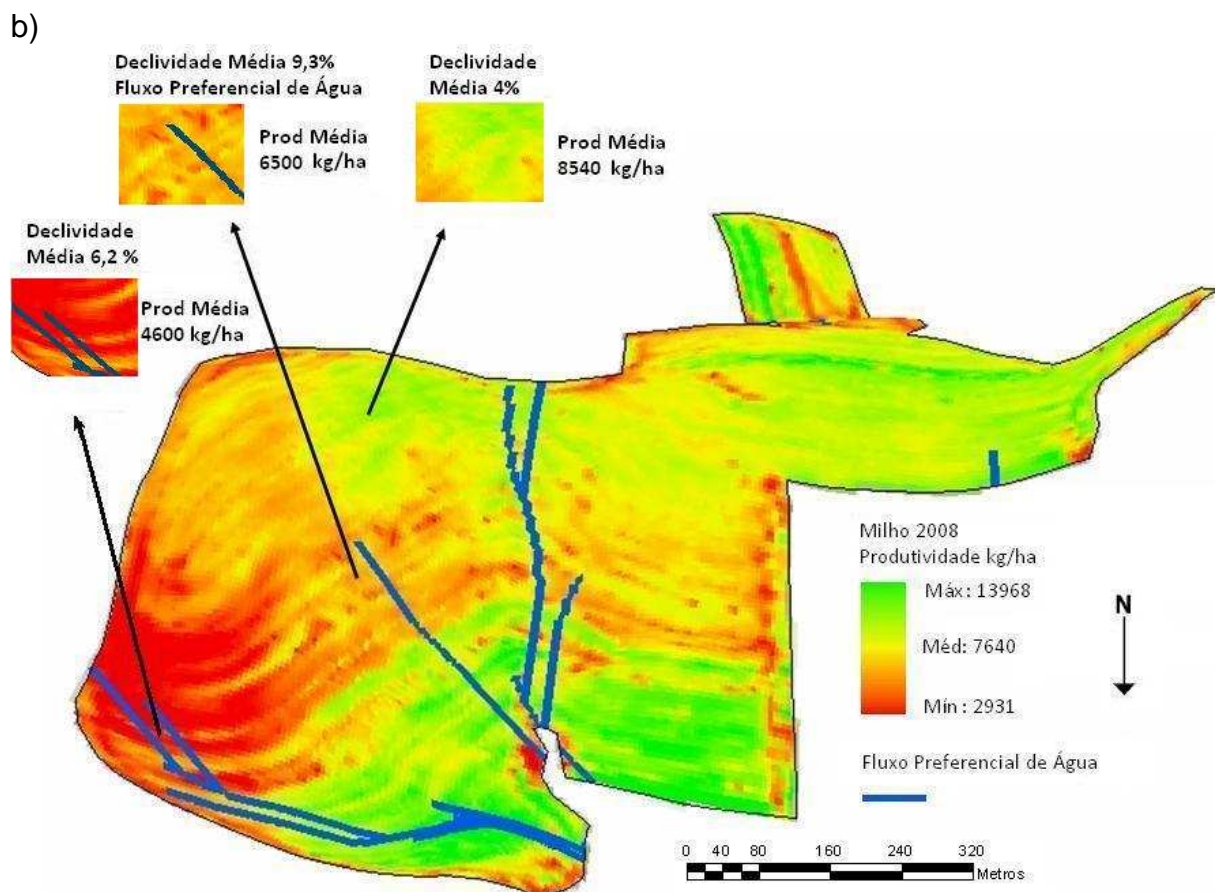 b)
Declividade Média 9,3%
Fluxo Preferencial de Água
Prod Média
6500 kg/ha
Declividade
Média 4%
Prod Média
8540 kg/ha
Declividade
Média 6,2 %
Prod Média
4600 kg/ha
Milho 2008
Produtividade kg/ha
Máx: 13968
Méd: 7640
Mín : 2931
N
Fluxo Preferencial de Água
0 40 80 160 240 320
Metros